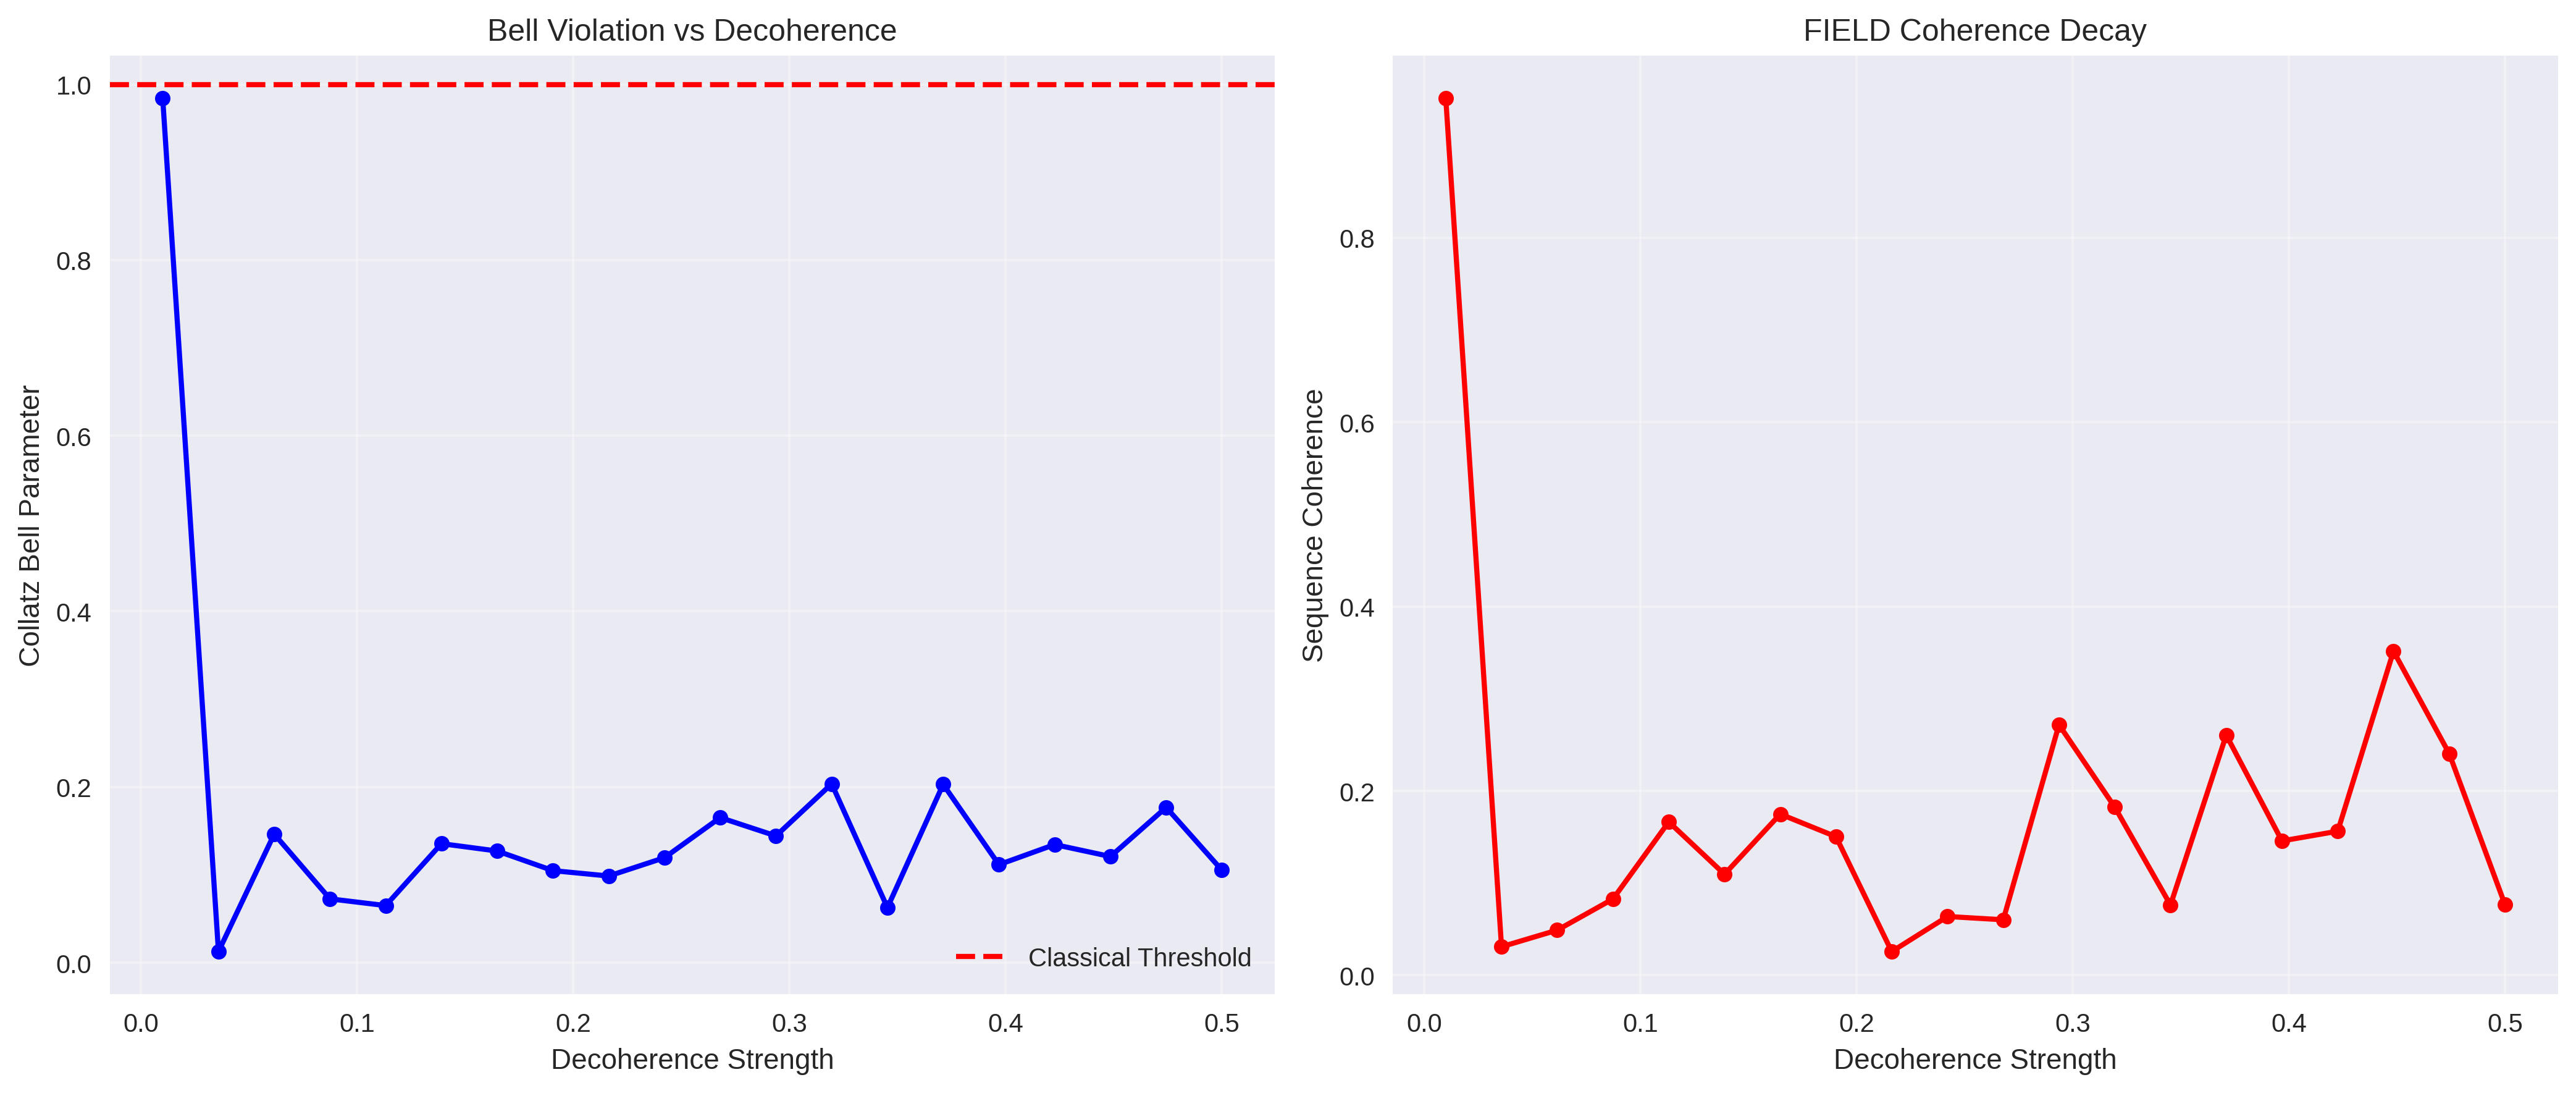 Bell Violation vs Decoherence
1.0
0.8
0.6
0.4
0.2
0.0
Collatz Bell Parameter
Classical Threshold
0.0 0.1 0.2 0.3 0.4 0.5
Decoherence Strength
FIELD Coherence Decay
0.8
0.6
0.4
0.2
0.0
Sequence Coherence
0.0 0.1 0.2 0.3 0.4 0.5
Decoherence Strength